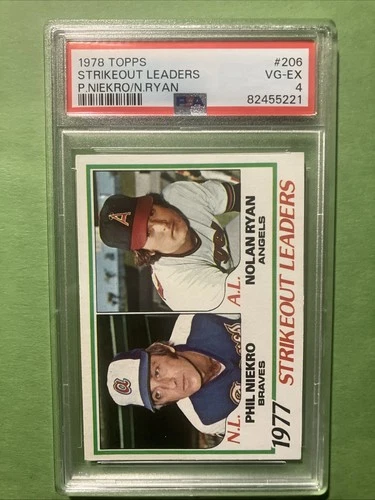 1978 TOPPS
#206
STRIKEOUT LEADERS
VG-EX
P.NIEKRO/N.RYAN
4
PSA
82455221
A
a
N.L. PHIL NIEKRO
BRAVES
A.L. NOLAN RYAN
ANGELS
1977 STRIKEOUT LEADERS